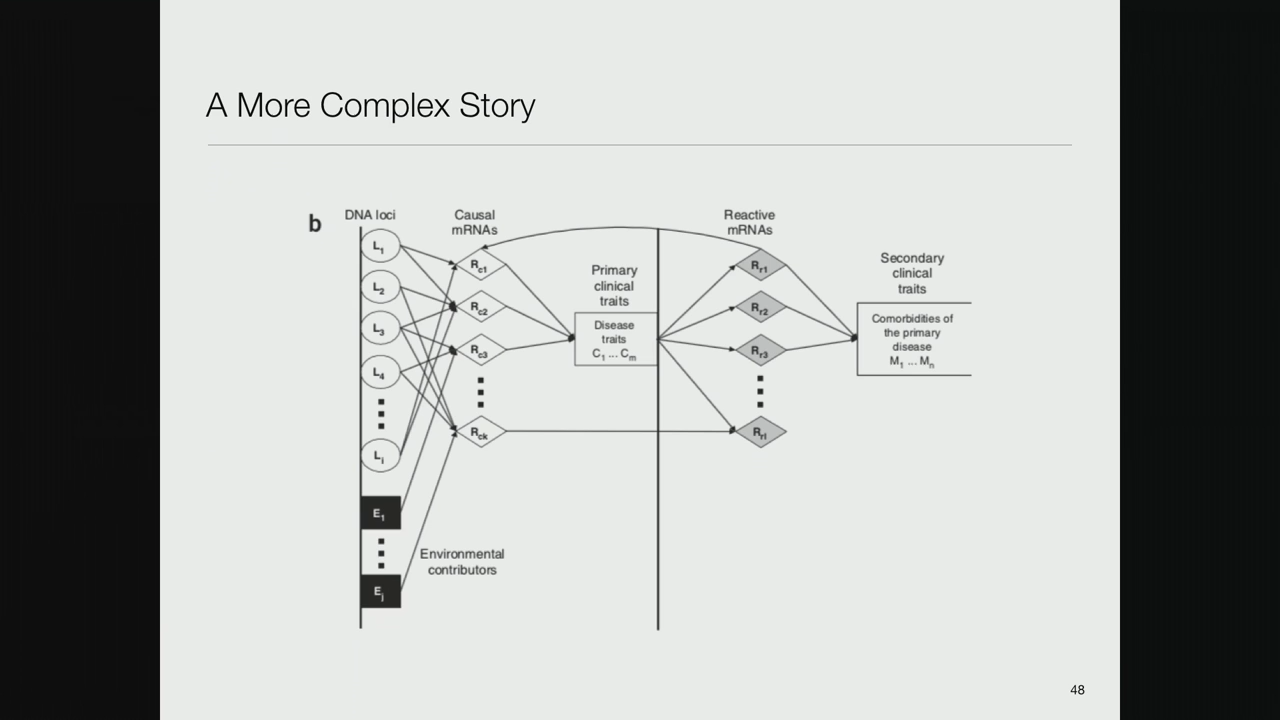 A More Complex Story
b
DNA loci
Causal
mRNAs
Reactive
mRNAs
Primary
clinical
traits
Secondary
clinical
traits
L1
L2
L3
L4
Li
E1
Ej
Rc1
Rc2
Rc3
Rck
Disease
traits
C1 ... Cm
Rr1
Rr2
Rr3
Rrl
Comorbidities of
the primary
disease
M1 ... Mn
Environmental
contributors
48